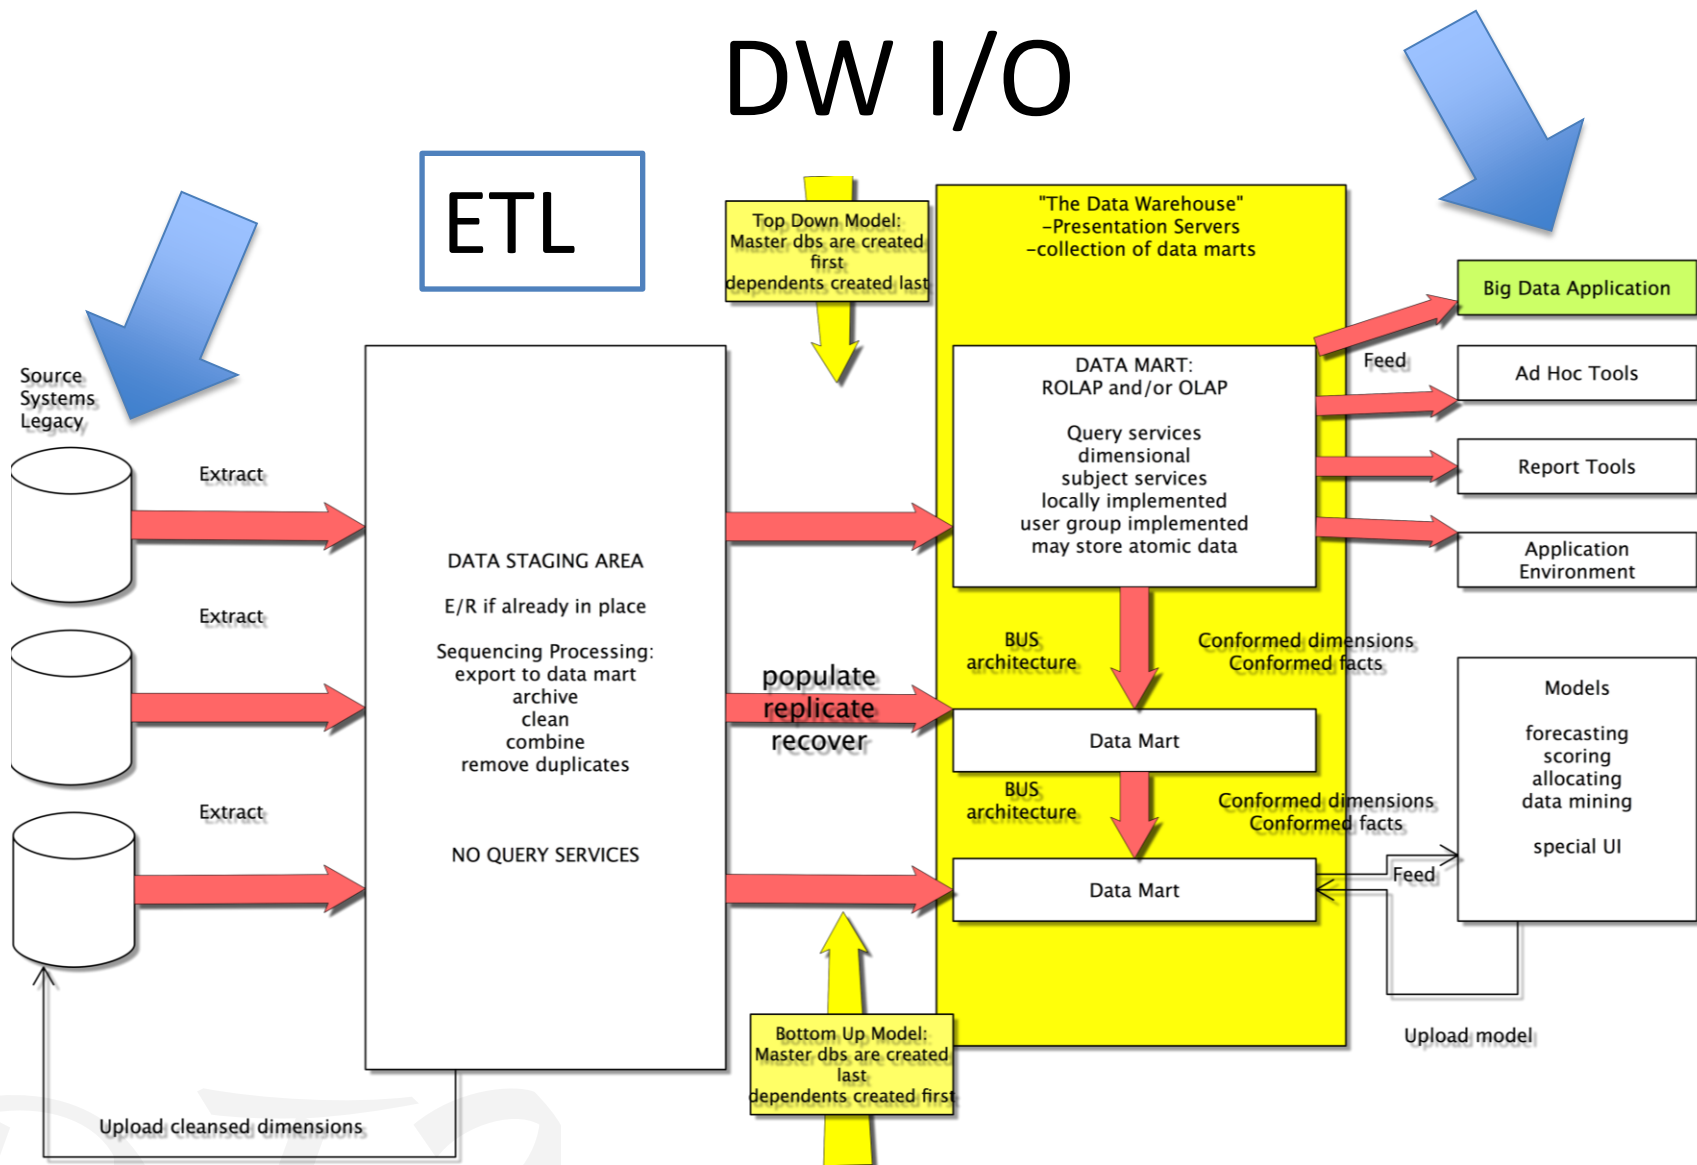 DW I/O
ETL
Source
Systems
Legacy
Extract
Extract
Extract
Upload cleansed dimensions
DATA STAGING AREA
E/R if already in place
Sequencing Processing:
export to data mart
archive
clean
combine
remove duplicates
NO QUERY SERVICES
Top Down Model:
Master dbs are created
first
dependents created last
populate
replicate
recover
Bottom Up Model:
Master dbs are created
last
dependents created first
"The Data Warehouse"
-Presentation Servers
-collection of data marts
DATA MART:
ROLAP and/or OLAP
Query services
dimensional
subject services
locally implemented
user group implemented
may store atomic data
BUS
architecture
Conformed dimensions
Conformed facts
Data Mart
BUS
architecture
Conformed dimensions
Conformed facts
Data Mart
Feed
Big Data Application
Ad Hoc Tools
Report Tools
Application
Environment
Models
forecasting
scoring
allocating
data mining
special UI
Feed
Upload model